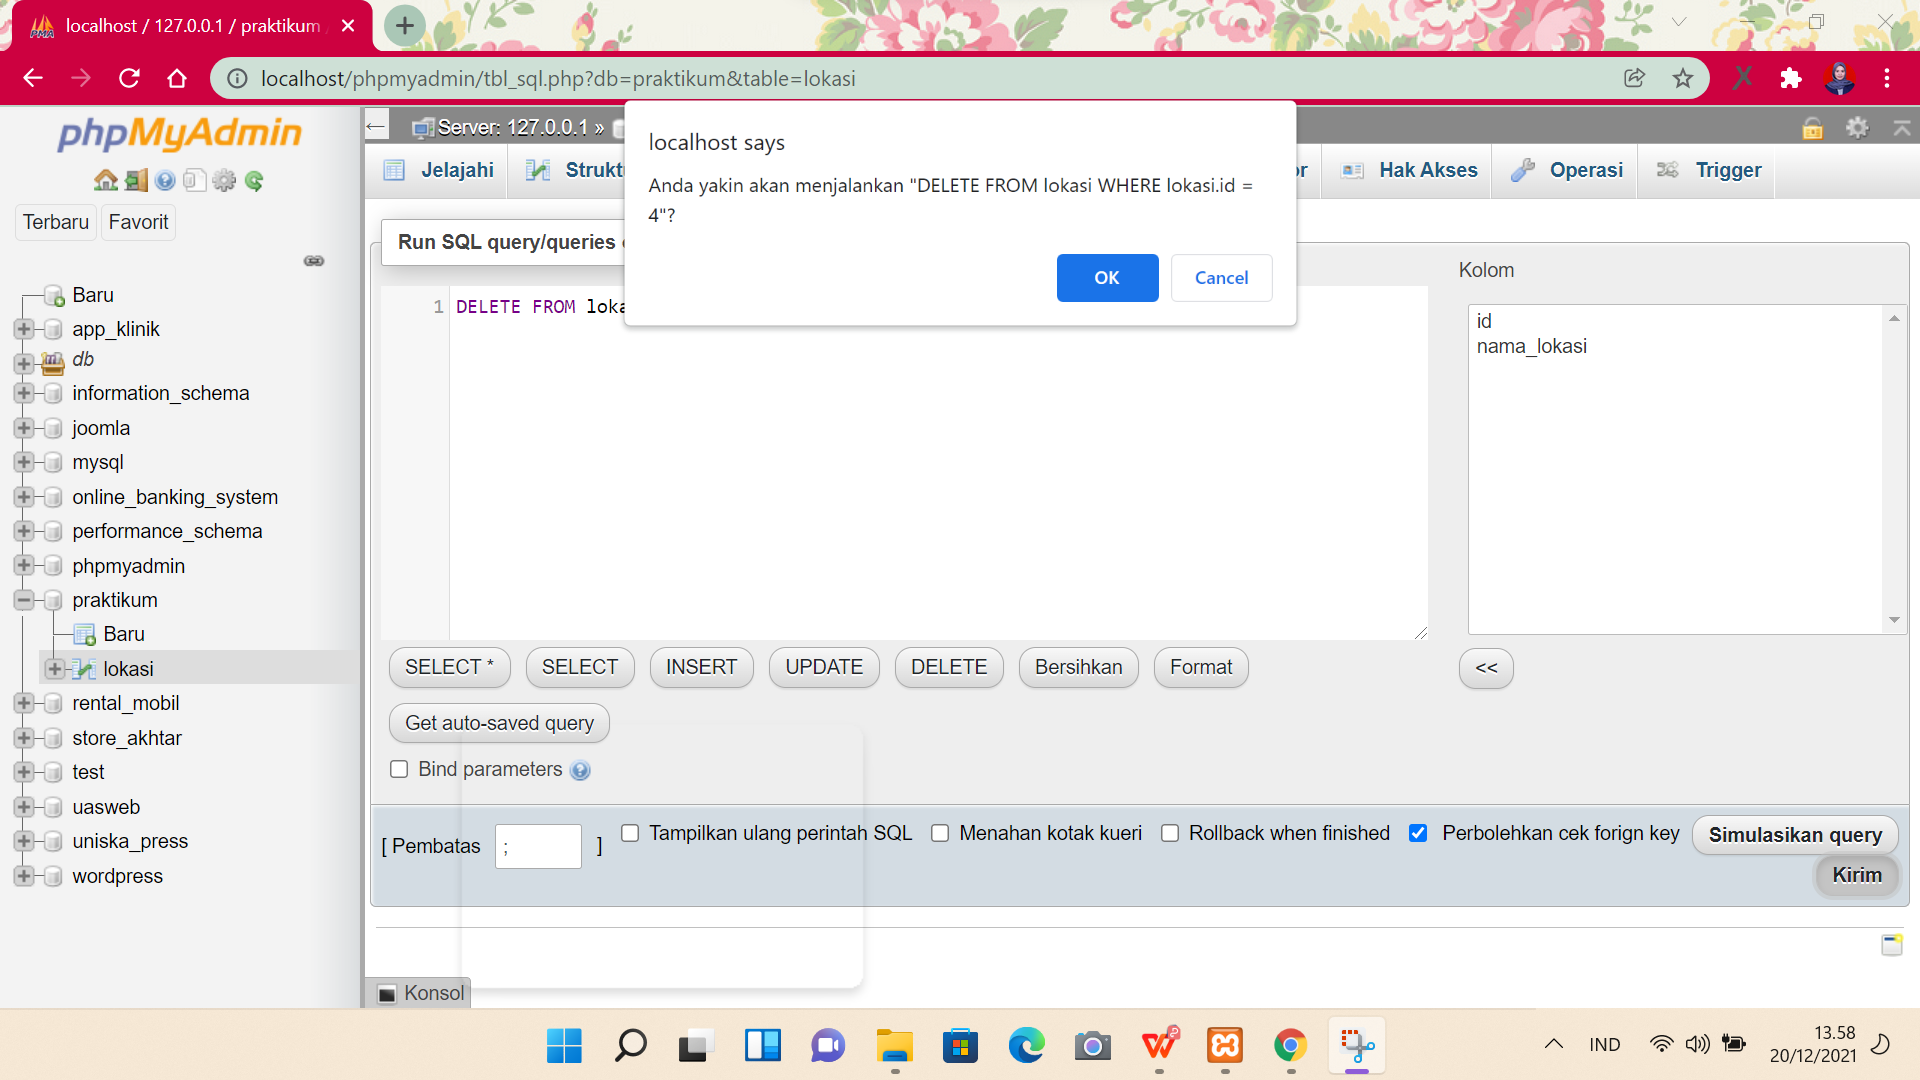 localhost / 127.0.0.1 / praktikum
localhost/phpmyadmin/tbl_sql.php?db=praktikum&table=lokasi
phpMyAdmin
Terbaru
Favorit
Baru
app_klinik
db
information_schema
joomla
mysql
online_banking_system
performance_schema
phpmyadmin
praktikum
Baru
lokasi
rental_mobil
store_akhtar
test
uasweb
uniska_press
wordpress
Server: 127.0.0.1 »
Jelajahi
Hak Akses
Operasi
Trigger
localhost says
Anda yakin akan menjalankan "DELETE FROM lokasi WHERE lokasi.id =
4"?
OK
Cancel
Run SQL query/queries
1 DELETE FROM
Kolom
id
nama_lokasi
SELECT *
SELECT
INSERT
UPDATE
DELETE
Bersihkan
Format
<<
Get auto-saved query
Bind parameters
[ Pembatas ; ]
Tampilkan ulang perintah SQL
Menahan kotak kueri
Rollback when finished
Perbolehkan cek forign key
Simulasikan query
Kirim
Konsol
IND
13.58
20/12/2021